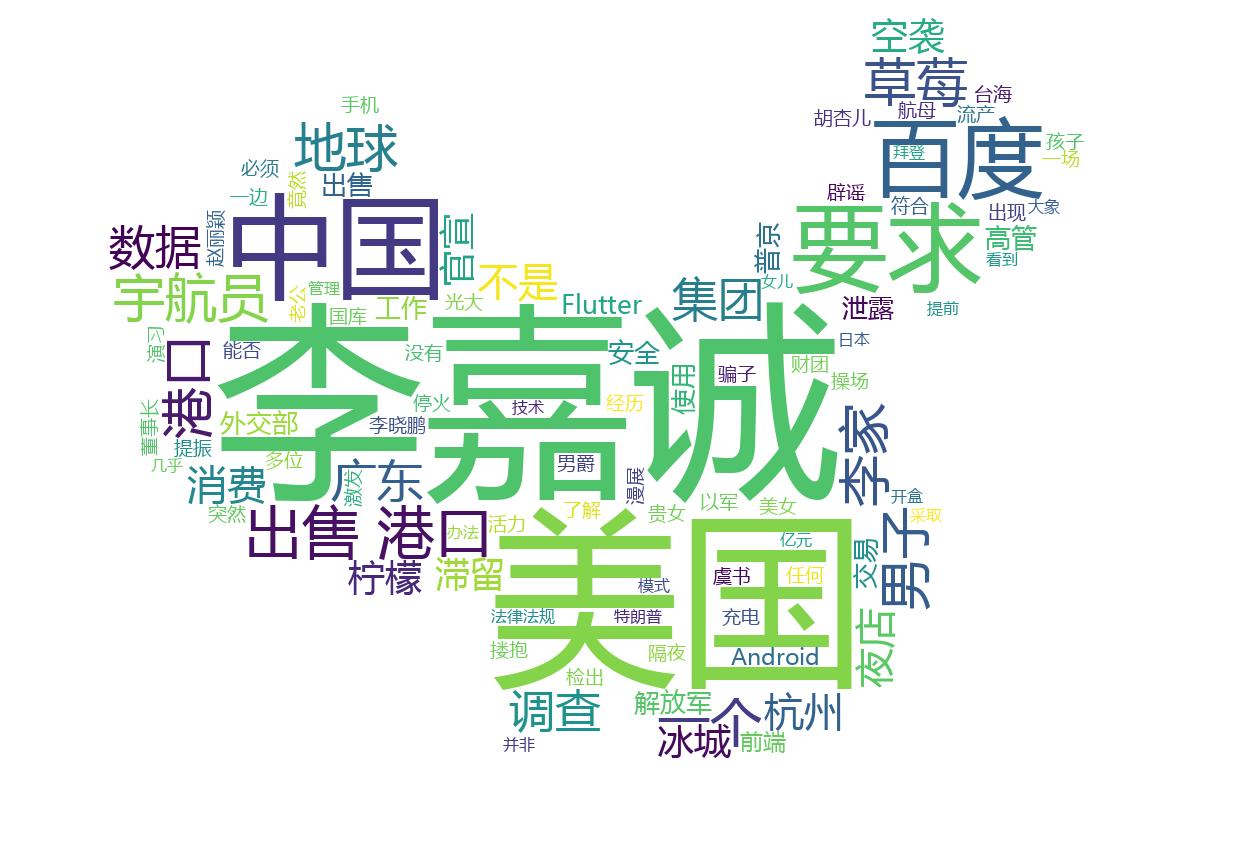 空袭
草莓
台海
手机
胡杏儿
航母
流产
地球
百度
孩子
拜登
一场
必须
竟然
出售
一边
辟谣
符合
出现
大象
中国
赵丽颖
数据
官宣
普京
要求
高管
看到
宇航员
不是
Flutter
集团
女儿
泄露
提前
老公
管理
国库
工作
光大
演习
港口
能否
李嘉诚
没有
安全
使用
骗子
日本
财团
操场
董事长
外交部
停火
技术
经历
李晓鹏
提振
几乎
多位
男爵
李家
消费
激发
广东
漫展
开盒
突然
了解
贵女
以军
美女
采取
出售
港口
办法
活力
美国
亿元
交易
男子
柠檬
滞留
模式
虞书
任何
法律法规
特朗普
充电
夜店
搂抱
隔夜
Android
检出
调查
解放军
一个
杭州
冰城
前端
并非